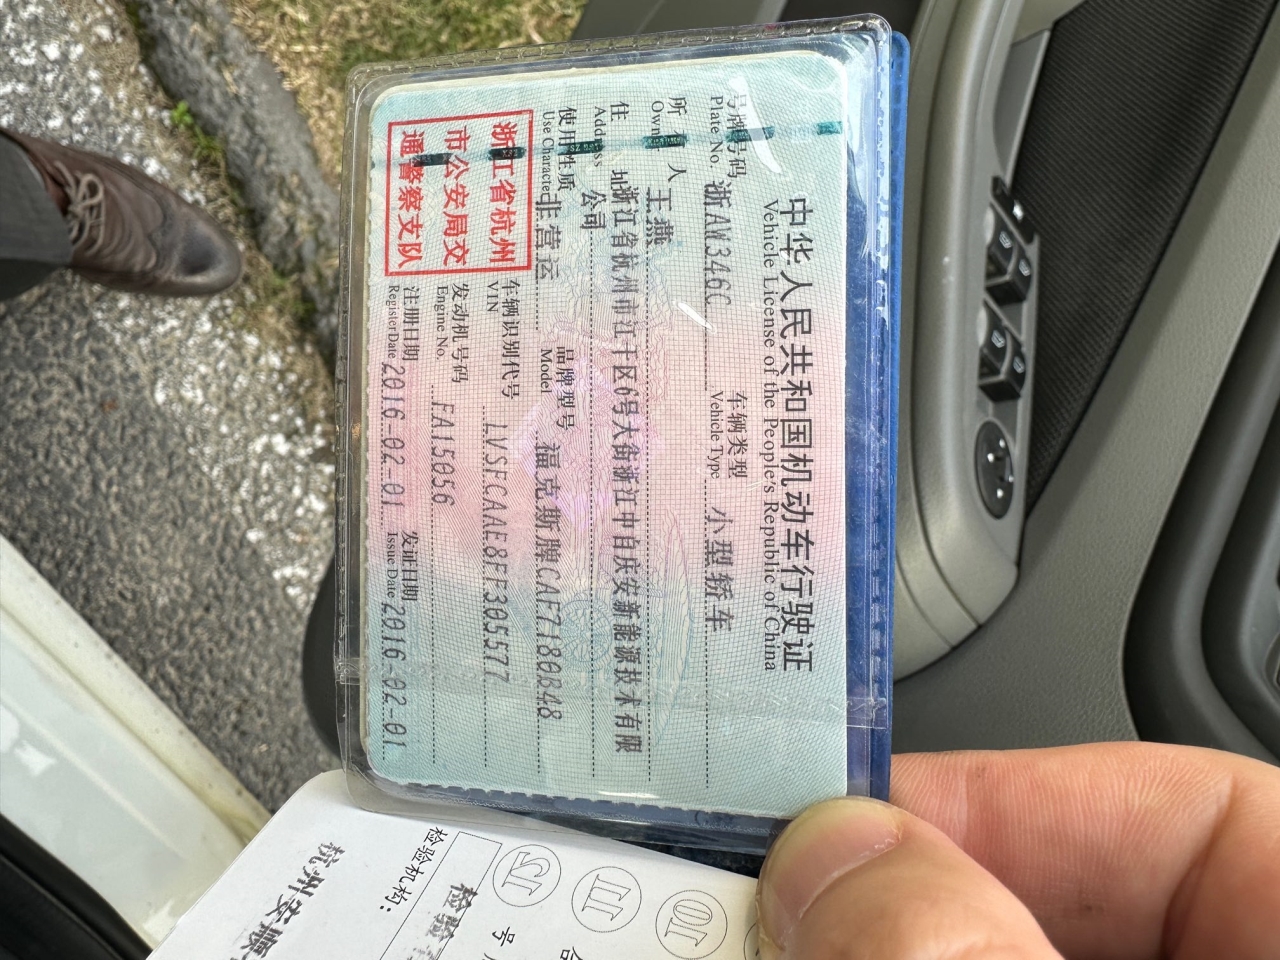 中华人民共和国机动车行驶证
Vehicle License of the People's Republic of China
号牌号码 浙AW346C 车辆类型 小型轿车
Plate No. Vehicle Type
所有人 王燕
Owner
住址 浙江省杭州市江干区6号大街浙江中自庆安新能源技术有限
Address 公司
使用性质 非营运 品牌型号 福克斯牌CAF7180B48
Use Character Model
浙江省杭州
市公安局交
通警察支队
车辆识别代号
VIN
发动机号码 FA15056
Engine No.
注册日期 2016-02-01 发证日期 2016-02-01
Register Date Issue Date
检验机构:
检验
杭州安顺